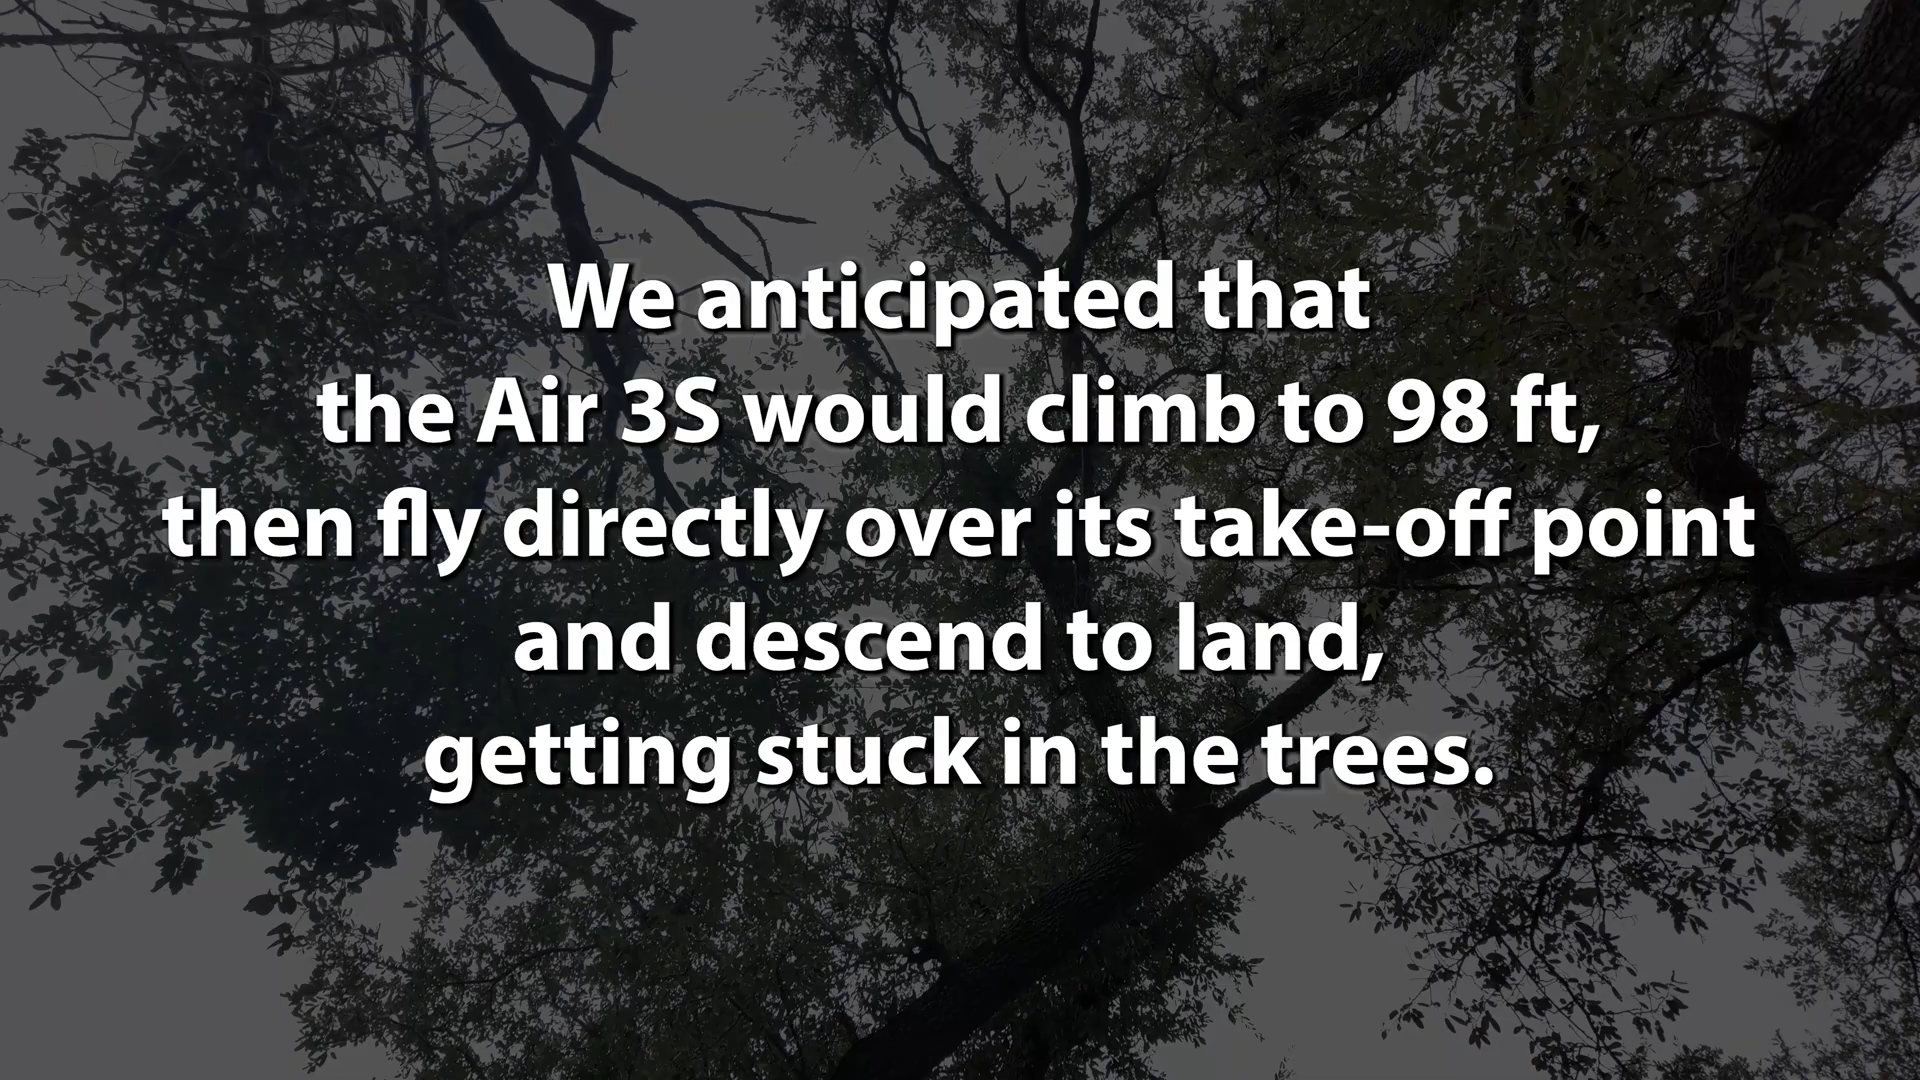 We anticipated that
the Air 3S would climb to 98 ft,
then fly directly over its take-off point
and descend to land,
getting stuck in the trees.